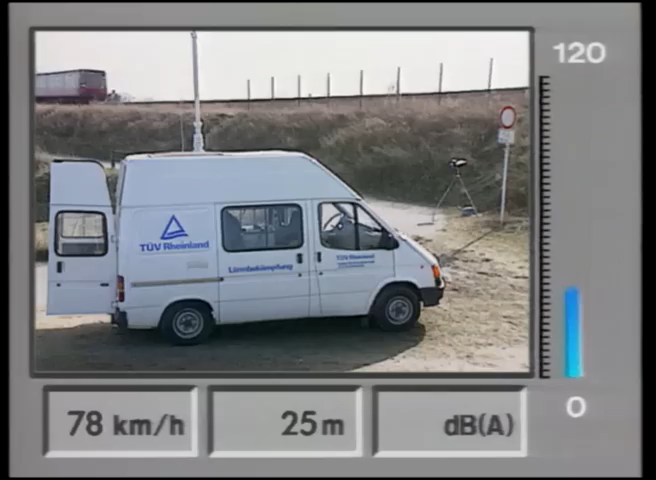 120
TÜV Rheinland
Lärmbekämpfung
TÜV Rheinland
0
78 km/h
25 m
dB(A)